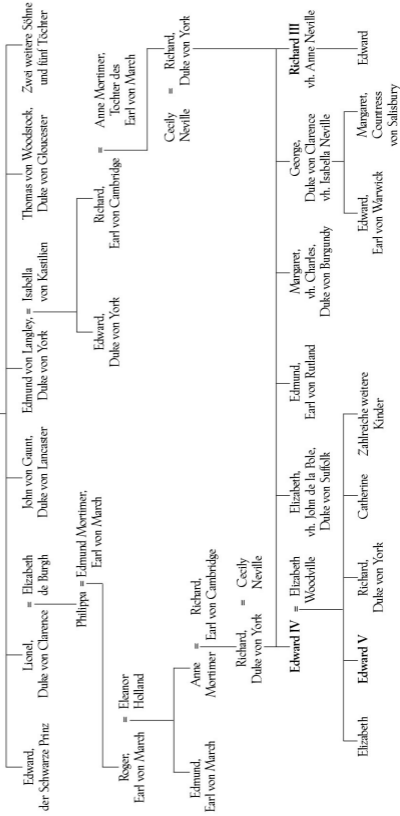 Edward,
der Schwarze Prinz
Lionel,
Duke von Clarence
=
Elizabeth
de Burgh
John von Gaunt,
Duke von Lancaster
Edmund von Langley,
Duke von York
=
Isabella
von Kastilien
Thomas von Woodstock,
Duke von Gloucester
Zwei weitere Söhne
und fünf Töchter
Philippa = Edmund Mortimer,
Earl von March
Edward,
Duke von York
Richard,
Earl von Cambridge
=
Anne Mortimer,
Tochter des
Earl von March
Roger,
Earl von March
=
Eleanor
Holland
Cecily
Neville
=
Richard,
Duke von York
Edmund,
Earl von March
Anne
Mortimer
=
Richard,
Earl von Cambridge
Richard,
Duke von York
=
Cecily
Neville
Edward IV
=
Elizabeth
Woodville
Elizabeth,
vh. John de la Pole,
Duke von Suffolk
Edmund,
Earl von Rutland
Margaret,
vh. Charles,
Duke von Burgundy
George,
Duke von Clarence
vh. Isabella Neville
Richard III
vh. Anne Neville
Elizabeth
Edward V
Richard,
Duke von York
Catherine
Zahlreiche weitere
Kinder
Edward,
Earl von Warwick
Margaret,
Countress
von Salisbury
Edward